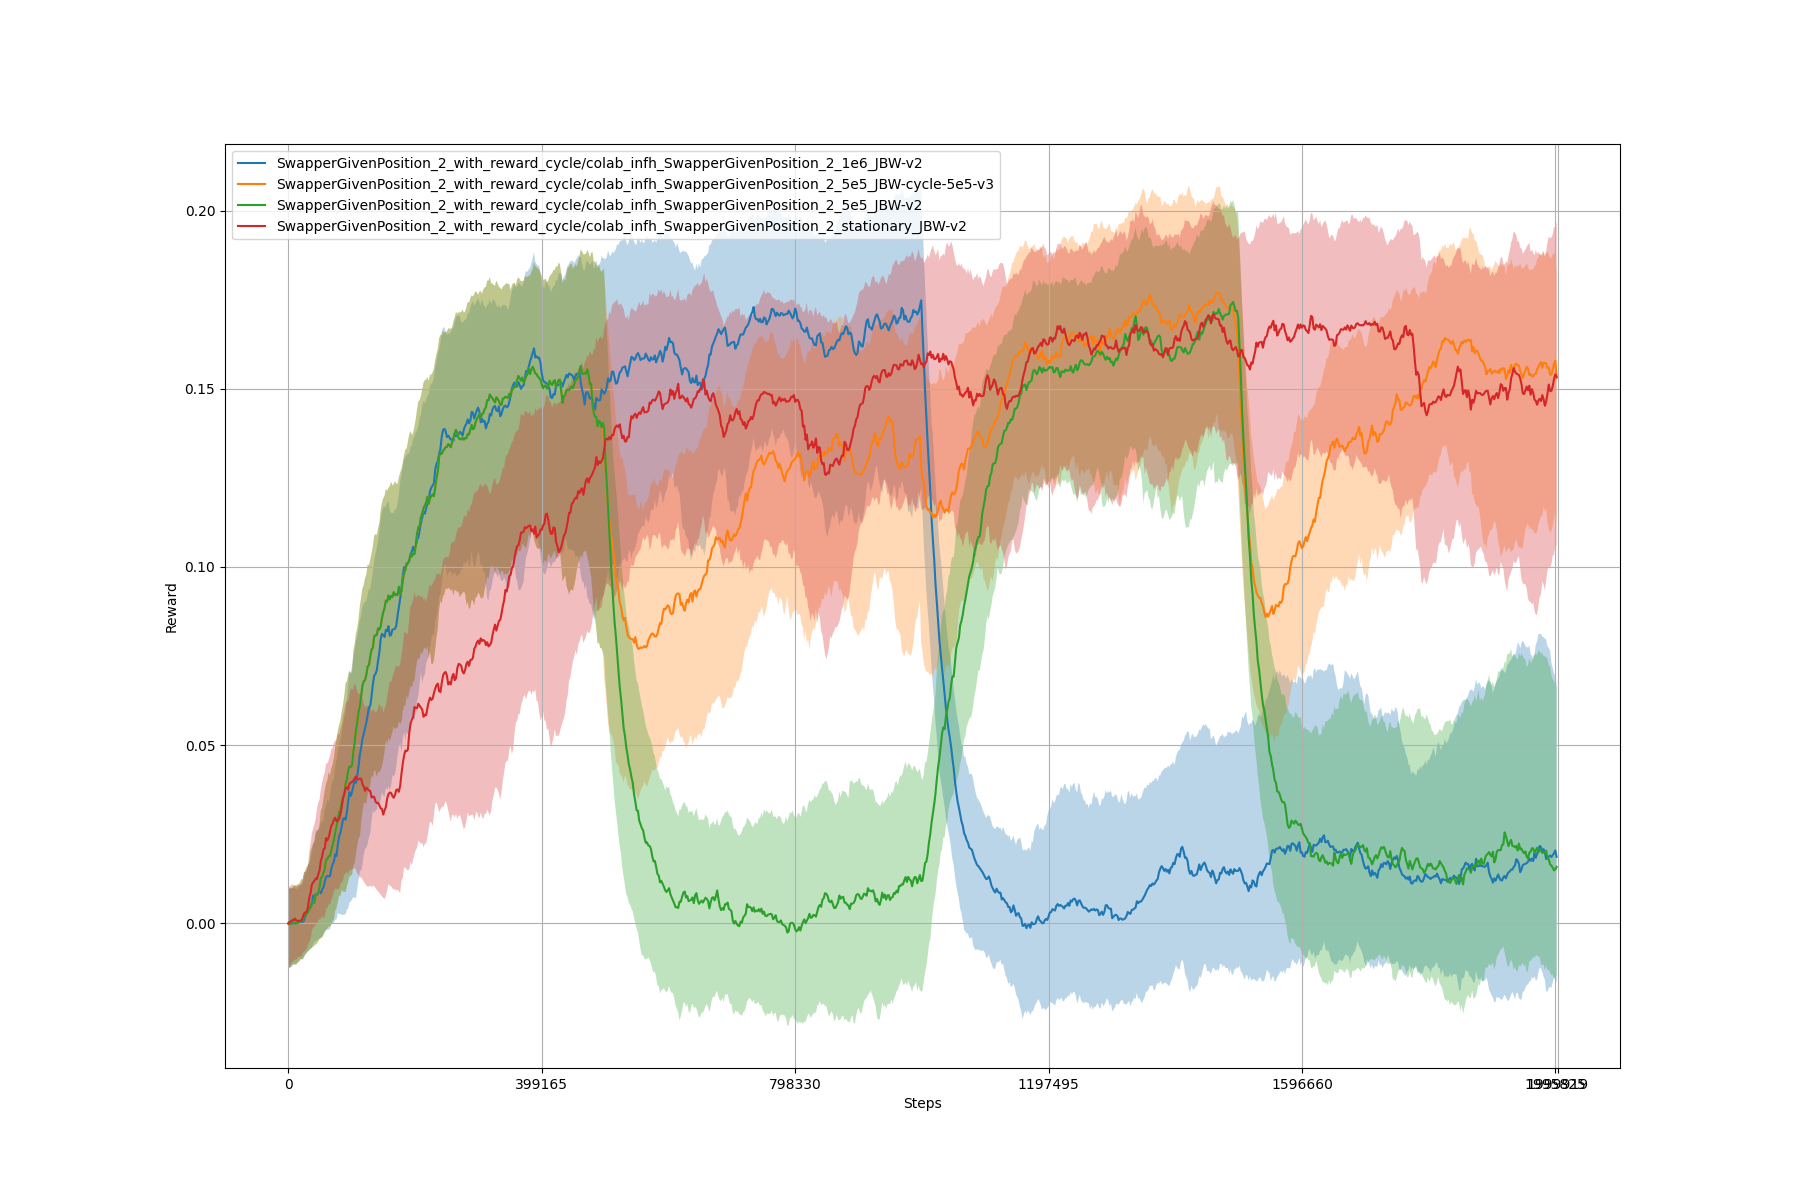 SwapperGivenPosition_2_with_reward_cycle/colab_infh_SwapperGivenPosition_2_1e6_JBW-v2
SwapperGivenPosition_2_with_reward_cycle/colab_infh_SwapperGivenPosition_2_5e5_JBW-cycle-5e5-v3
SwapperGivenPosition_2_with_reward_cycle/colab_infh_SwapperGivenPosition_2_5e5_JBW-v2
SwapperGivenPosition_2_with_reward_cycle/colab_infh_SwapperGivenPosition_2_stationary_JBW-v2
0.20
0.15
0.10
0.05
0.00
Reward
0 399165 798330 1197495 1596660
Steps